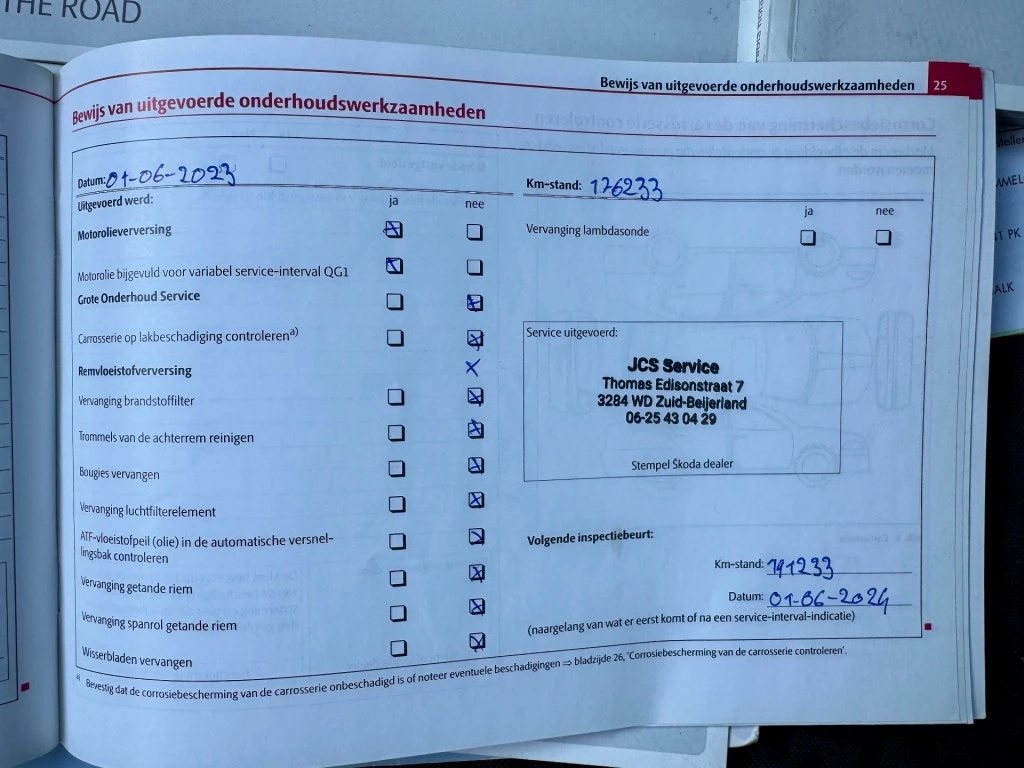 THE ROAD
Bewijs van uitgevoerde onderhoudswerkzaamheden 25
Bewijs van uitgevoerde onderhoudswerkzaamheden
Datum: 01-06-2023
Uitgevoerd werd: ja nee
Motorolieverversing
Motorolie bijgevuld voor variabel service-interval QG1
Grote Onderhoud Service
Carrosserie op lakbeschadiging controleren a)
Remvloeistofverversing
Vervanging brandstoffilter
Trommels van de achterrem reinigen
Bougies vervangen
Vervanging luchtfilterelement
ATF-vloeistofpeil (olie) in de automatische versnel-
lingsbak controleren
Vervanging getande riem
Vervanging spanrol getande riem
Wisserbladen vervangen
Km-stand: 176233
ja nee
Vervanging lambdasonde
Service uitgevoerd:
JCS Service
Thomas Edisonstraat 7
3284 WD Zuid-Beijerland
06-25 43 04 29
Stempel Škoda dealer
Volgende inspectiebeurt:
Km-stand: 191233
Datum: 01-06-2024
(naargelang van wat er eerst komt of na een service-interval-indicatie)
a) Bevestig dat de corrosiebescherming van de carrosserie onbeschadigd is of noteer eventuele beschadigingen ⇒ bladzijde 26, 'Corrosiebescherming van de carrosserie controleren'.
PK
ALK